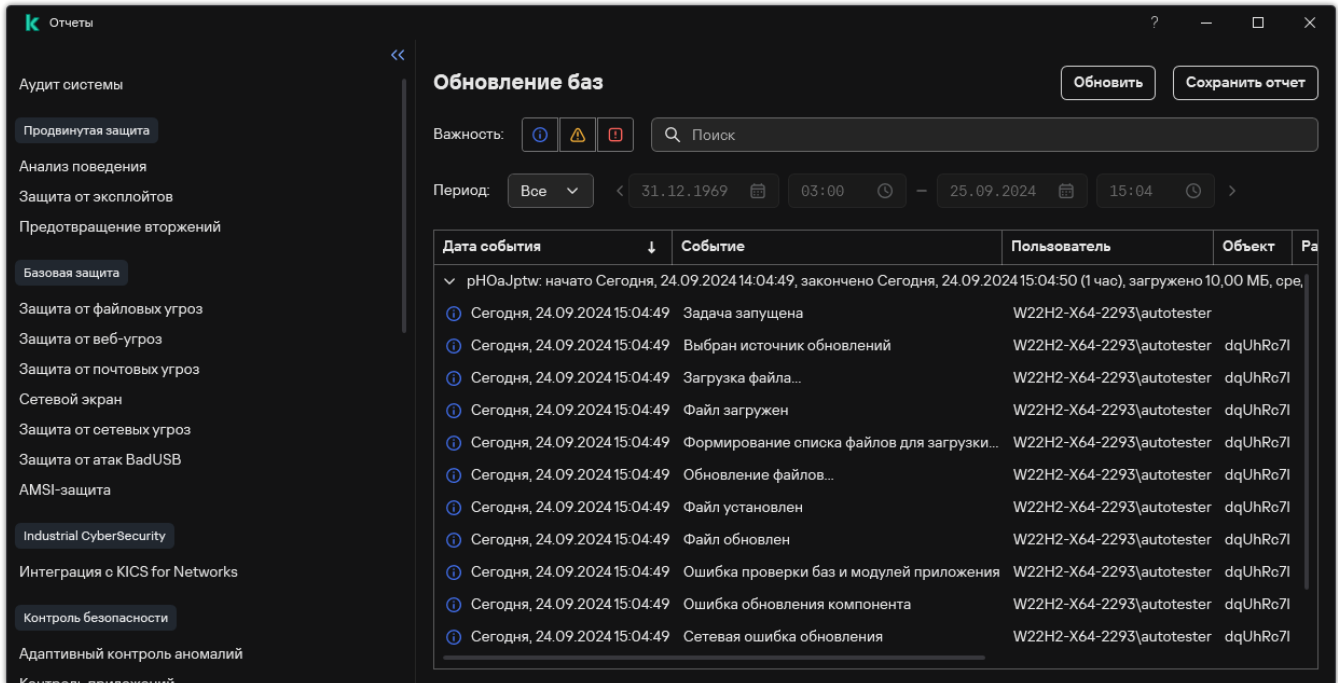 Отчеты
?
Аудит системы
Продвинутая защита
Анализ поведения
Защита от эксплойтов
Предотвращение вторжений
Базовая защита
Защита от файловых угроз
Защита от веб-угроз
Защита от почтовых угроз
Сетевой экран
Защита от сетевых угроз
Защита от атак BadUSB
AMSI-защита
Industrial CyberSecurity
Интеграция с KICS for Networks
Контроль безопасности
Адаптивный контроль аномалий
Контроль приложений
Обновление баз
Обновить Сохранить отчет
Важность: Поиск
Период: Все 31.12.1969 03:00 – 25.09.2024 15:04
Дата события ↓ Событие Пользователь Объект Ра
pHOaJptw: начато Сегодня, 24.09.2024 14:04:49, закончено Сегодня, 24.09.2024 15:04:50 (1 час), загружено 10,00 МБ, сре,
Сегодня, 24.09.2024 15:04:49 Задача запущена W22H2-X64-2293\autotester
Сегодня, 24.09.2024 15:04:49 Выбран источник обновлений W22H2-X64-2293\autotester dqUhRc7I
Сегодня, 24.09.2024 15:04:49 Загрузка файла... W22H2-X64-2293\autotester dqUhRc7I
Сегодня, 24.09.2024 15:04:49 Файл загружен W22H2-X64-2293\autotester dqUhRc7I
Сегодня, 24.09.2024 15:04:49 Формирование списка файлов для загрузки... W22H2-X64-2293\autotester dqUhRc7I
Сегодня, 24.09.2024 15:04:49 Обновление файлов... W22H2-X64-2293\autotester dqUhRc7I
Сегодня, 24.09.2024 15:04:49 Файл установлен W22H2-X64-2293\autotester dqUhRc7I
Сегодня, 24.09.2024 15:04:49 Файл обновлен W22H2-X64-2293\autotester dqUhRc7I
Сегодня, 24.09.2024 15:04:49 Ошибка проверки баз и модулей приложения W22H2-X64-2293\autotester dqUhRc7I
Сегодня, 24.09.2024 15:04:49 Ошибка обновления компонента W22H2-X64-2293\autotester dqUhRc7I
Сегодня, 24.09.2024 15:04:49 Сетевая ошибка обновления W22H2-X64-2293\autotester dqUhRc7I